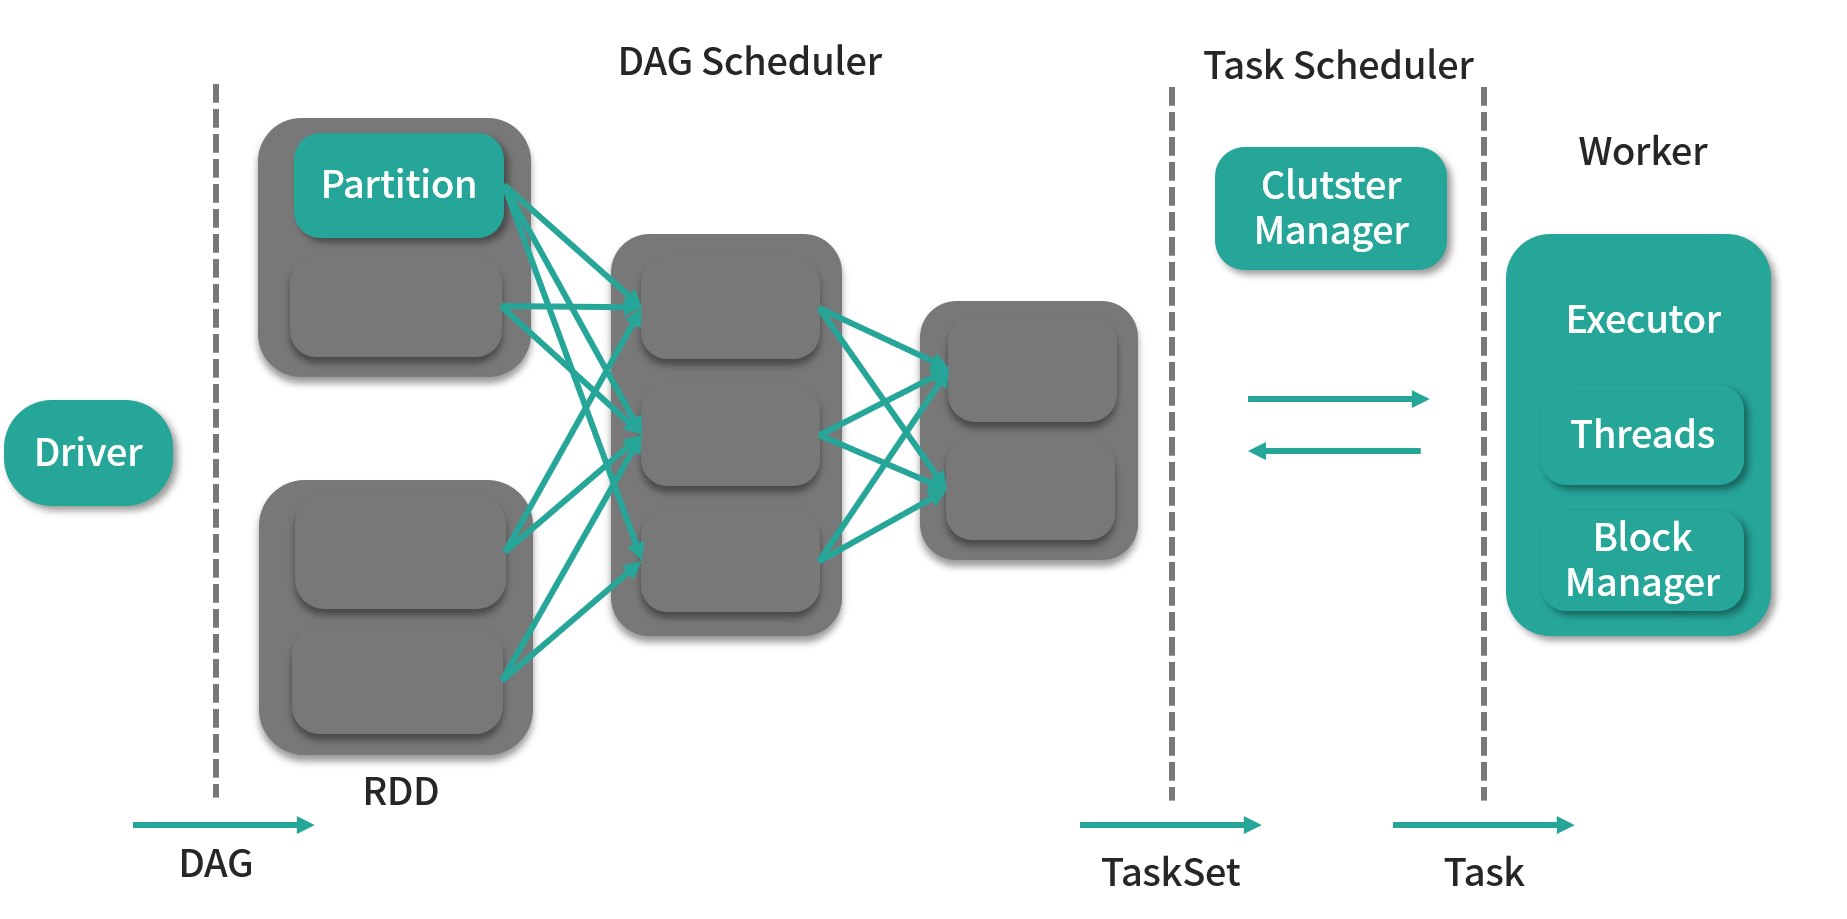 DAG Scheduler
Task Scheduler
Partition
Clutster
Manager
Worker
Driver
Executor
Threads
Block
Manager
RDD
DAG
TaskSet
Task